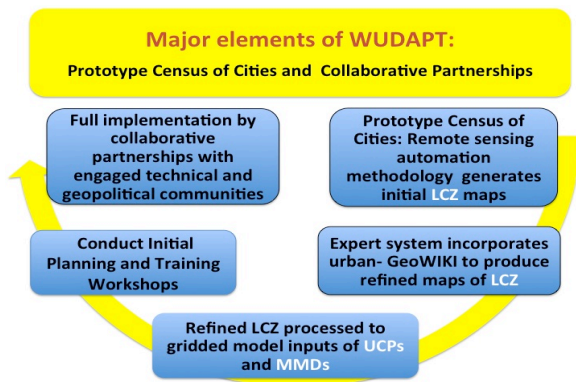 Major elements of WUDAPT:
Prototype Census of Cities and Collaborative Partnerships
Full implementation by
collaborative
partnerships with
engaged technical and
geopolitical communities
Prototype Census of
Cities: Remote sensing
automation
methodology generates
initial LCZ maps
Conduct Initial
Planning and Training
Workshops
Expert system incorporates
urban- GeoWIKI to produce
refined maps of LCZ
Refined LCZ processed to
gridded model inputs of UCPs
and MMDs